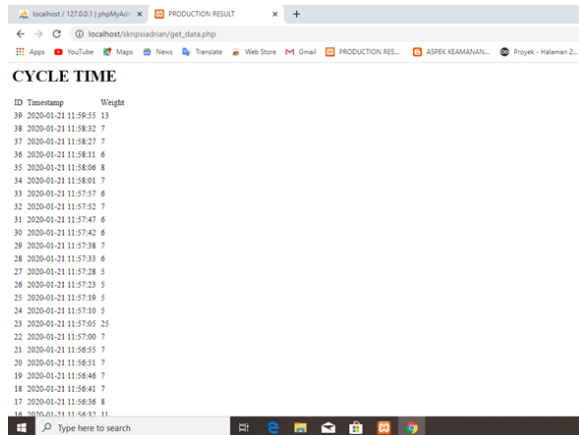 localhost / 127.0.0.1 | phpMyAdn
PRODUCTION RESULT
localhost/skripsiadrian/get_data.php
Apps YouTube Maps News Translate Web Store Gmail PRODUCTION RES... ASPEK KEAMANAN... Proyek - Halaman 2...
CYCLE TIME
ID Timestamp Weight
39 2020-01-21 11:59:55 13
38 2020-01-21 11:58:32 7
37 2020-01-21 11:58:27 7
36 2020-01-21 11:58:11 6
35 2020-01-21 11:58:06 8
34 2020-01-21 11:58:01 7
33 2020-01-21 11:57:57 6
32 2020-01-21 11:57:52 7
31 2020-01-21 11:57:47 6
30 2020-01-21 11:57:42 6
29 2020-01-21 11:57:38 7
28 2020-01-21 11:57:33 6
27 2020-01-21 11:57:28 5
26 2020-01-21 11:57:23 5
25 2020-01-21 11:57:19 5
24 2020-01-21 11:57:10 5
23 2020-01-21 11:57:05 25
22 2020-01-21 11:57:00 7
21 2020-01-21 11:56:55 7
20 2020-01-21 11:56:51 7
19 2020-01-21 11:56:46 7
18 2020-01-21 11:56:41 7
17 2020-01-21 11:56:36 8
16 2020-01-21 11:56:32 11
Type here to search